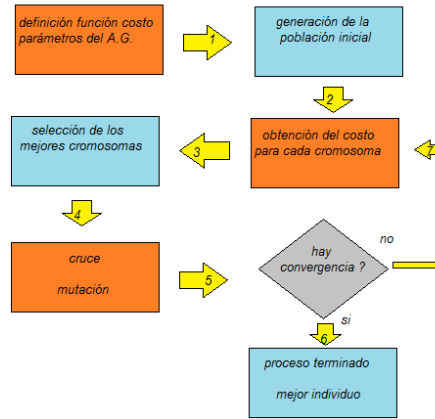 definición función costo
parámetros del A.G.
1
generación de la
población inicial
2
obtención del costo
para cada cromosoma
7
3
selección de los
mejores cromosomas
4
cruce
mutación
5
hay
convergencia ?
no
si
6
proceso terminado
mejor individuo